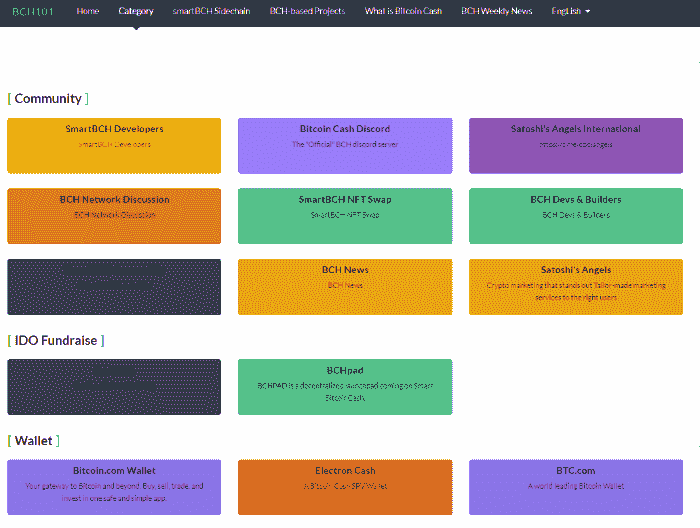 BCH101 Home Category smartBCH Sidechain BCH-based Projects What is Bitcoin Cash BCH Weekly News English
[ Community ]
SmartBCH Developers
SmartBCH Developers
Bitcoin Cash Discord
The "Official" BCH discord server
Satoshi's Angels International
BCH Network Discussion
BCH Network Discussion
SmartBCH NFT Swap
SmartBCH NFT Swap
BCH Devs & Builders
BCH Devs & Builders
BCH News
BCH News
Satoshi's Angels
Crypto marketing that stands out Tailor-made marketing
services to the right users
[ IDO Fundraise ]
BCHpad
BCHPAD is a decentralized launchpad coming on Smart
Bitcoin Cash.
[ Wallet ]
Bitcoin.com Wallet
Your gateway to Bitcoin and beyond. Buy, sell, trade, and
invest in one safe and simple app.
Electron Cash
A Bitcoin Cash SPV Wallet
BTC.com
A world leading Bitcoin Wallet